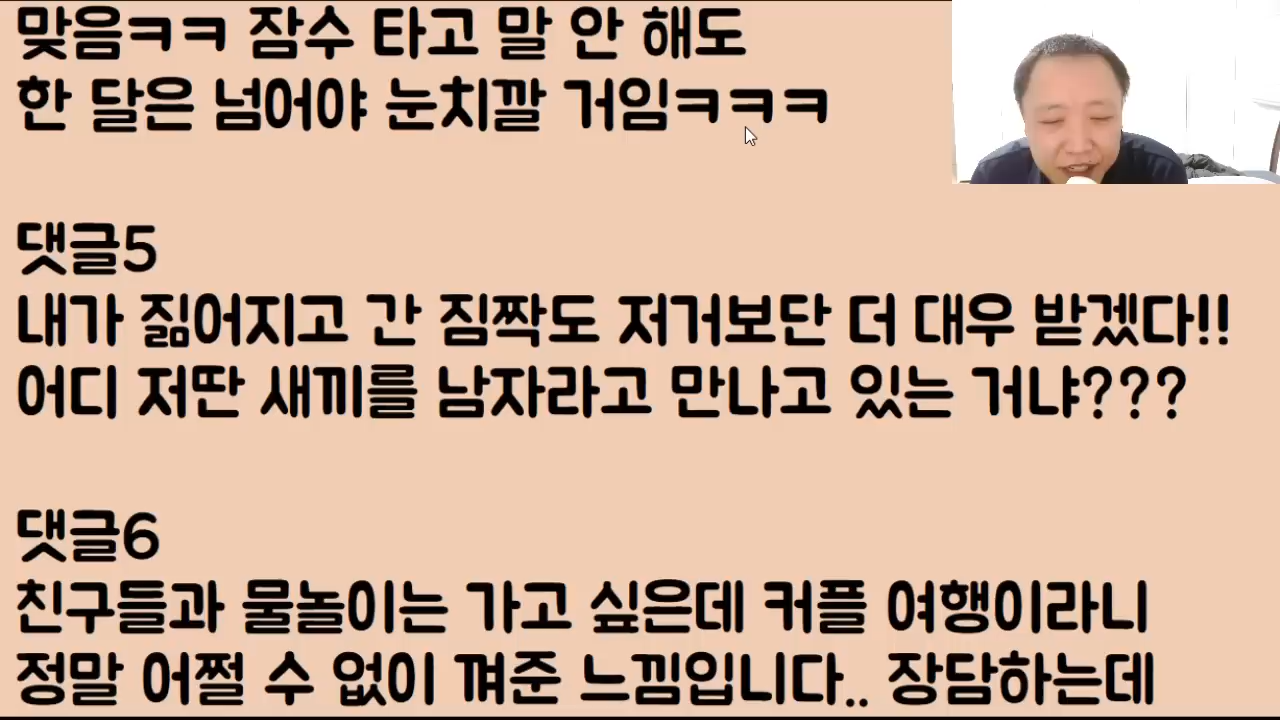 맞음ㅋㅋ 잠수 타고 말 안 해도
한 달은 넘어야 눈치깔 거임ㅋㅋㅋ
댓글5
내가 짊어지고 간 짐짝도 저거보단 더 대우 받겠다!!
어디 저딴 새끼를 남자라고 만나고 있는 거냐???
댓글6
친구들과 물놀이는 가고 싶은데 커플 여행이라니
정말 어쩔 수 없이 껴준 느낌입니다.. 장담하는데